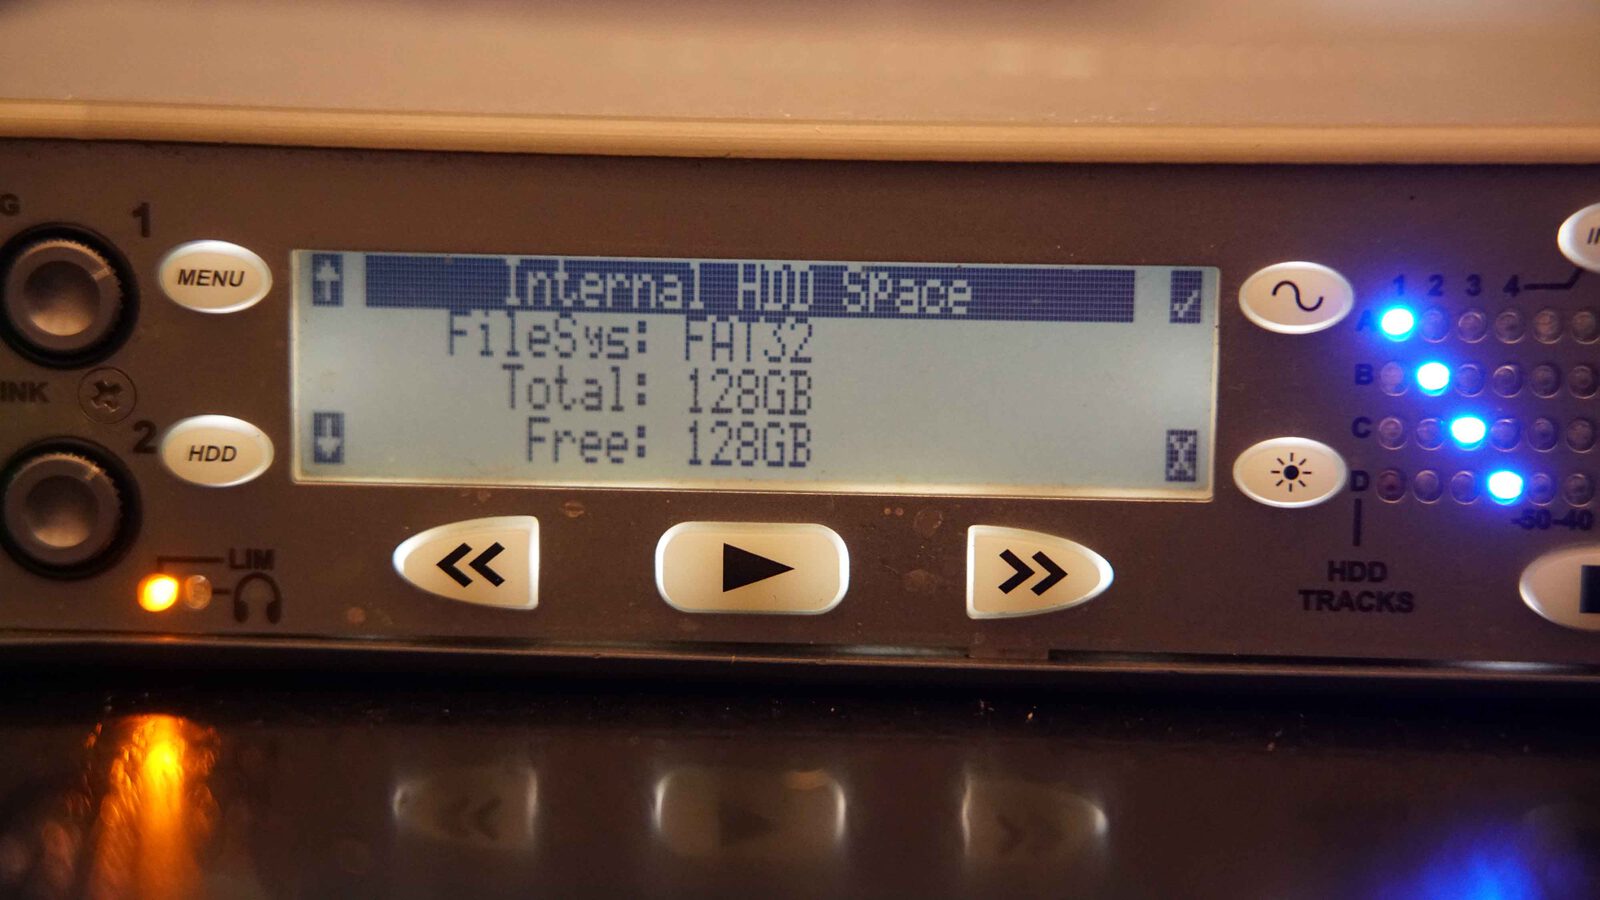 G
1
MENU
Internal HDD Space
FileSys: FAT32
Total: 128GB
Free: 128GB
INK
2
HDD
LIM
1 2 3 4
A
B
C
D
-50 -40
HDD
TRACKS